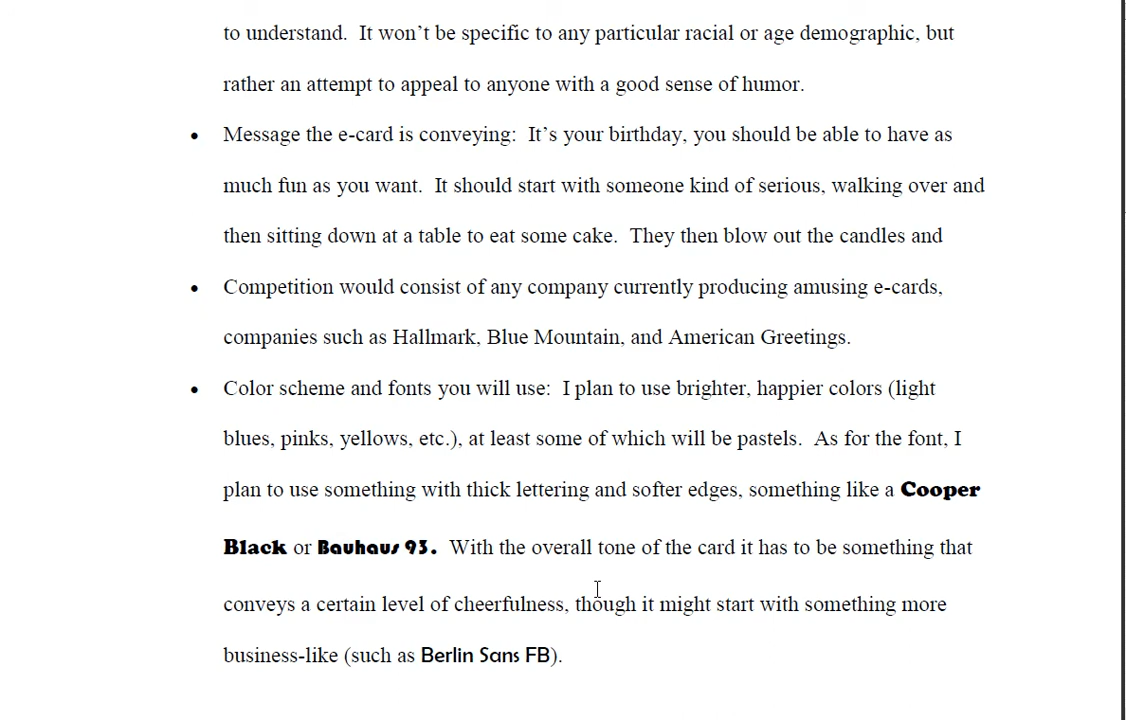 to understand.  It won’t be specific to any particular racial or age demographic, but
rather an attempt to appeal to anyone with a good sense of humor.
• Message the e-card is conveying:  It’s your birthday, you should be able to have as
much fun as you want.  It should start with someone kind of serious, walking over and
then sitting down at a table to eat some cake.  They then blow out the candles and
• Competition would consist of any company currently producing amusing e-cards,
companies such as Hallmark, Blue Mountain, and American Greetings.
• Color scheme and fonts you will use:  I plan to use brighter, happier colors (light
blues, pinks, yellows, etc.), at least some of which will be pastels.  As for the font, I
plan to use something with thick lettering and softer edges, something like a Cooper
Black or Bauhaus 93.  With the overall tone of the card it has to be something that
conveys a certain level of cheerfulness, though it might start with something more
business-like (such as Berlin Sans FB).